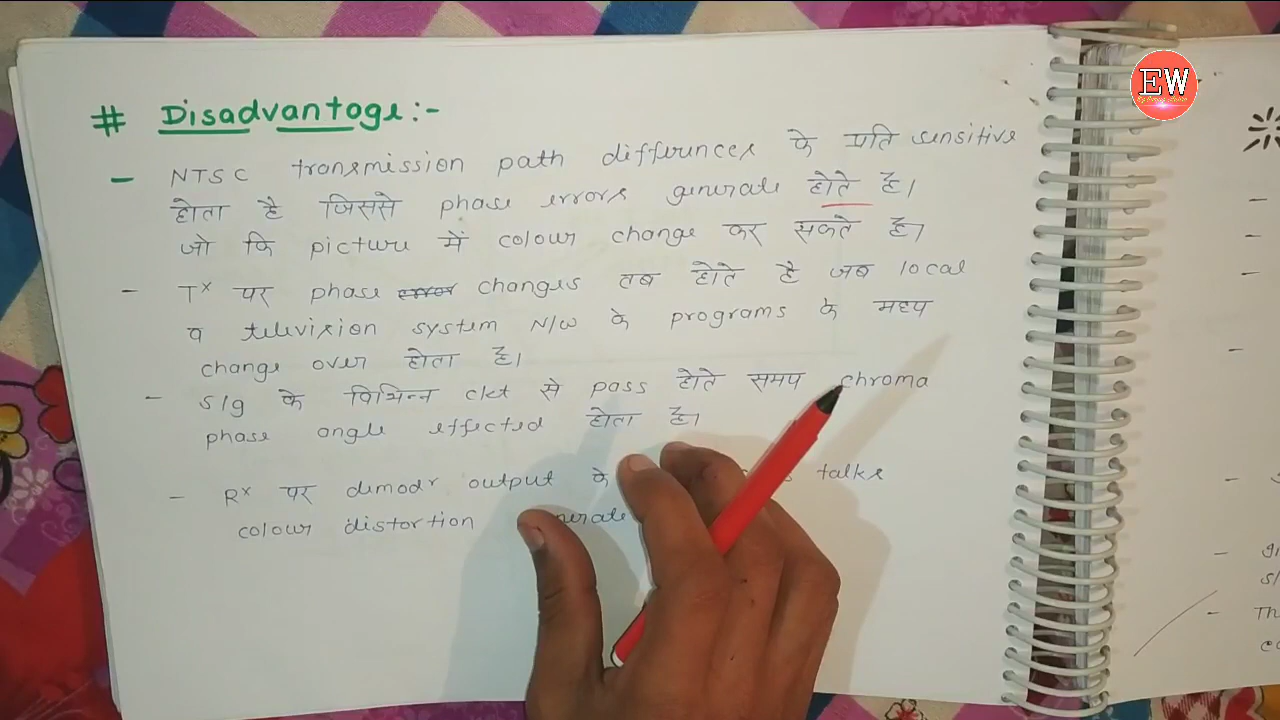 # Disadvantage:-
- NTSC transmission path differences के प्रति sensitive
होता है जिससे phase errors generate होते है।
जो कि picture में colour change कर सकते है।
- Tx पर phase changes तब होते है जब local
व television system N/W के programs के मध्य
change over होता है।
- S/g के विभिन्न ckt से pass होते समय chroma
phase angle effected होता है।
- Rx पर demodr output के talks
colour distortion
EW